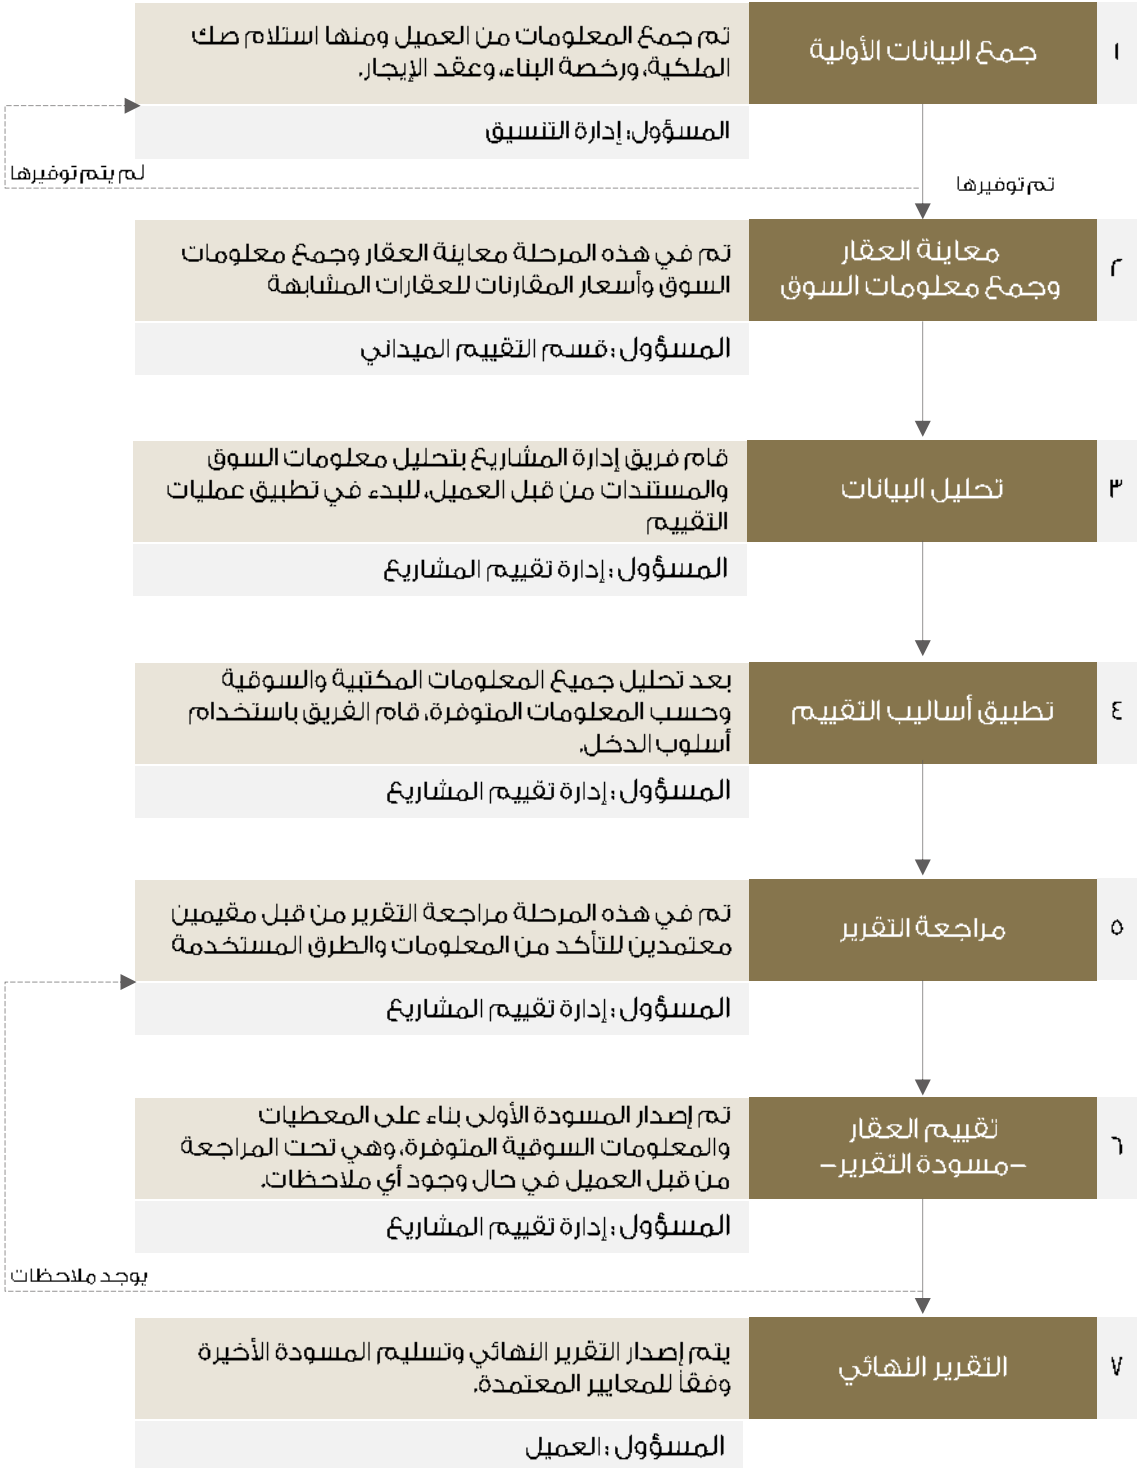 ١
جمع البيانات الأولية
تم جمع المعلومات من العميل ومنها استلام صك
الملكية، ورخصة البناء، وعقد الإيجار.
المسؤول: إدارة التنسيق
لم يتم توفيرها
تم توفيرها
٢
معاينة العقار
وجمع معلومات السوق
تم في هذه المرحلة معاينة العقار وجمع معلومات
السوق وأسعار المقارنات للعقارات المشابهة
المسؤول: قسم التقييم الميداني
٣
تحليل البيانات
قام فريق إدارة المشاريع بتحليل معلومات السوق
والمستندات من قبل العميل، للبدء في تطبيق عمليات
التقييم
المسؤول: إدارة تقييم المشاريع
٤
تطبيق أساليب التقييم
بعد تحليل جميع المعلومات المكتبية والسوقية
وحسب المعلومات المتوفرة، قام الفريق باستخدام
أسلوب الدخل.
المسؤول: إدارة تقييم المشاريع
٥
مراجعة التقرير
تم في هذه المرحلة مراجعة التقرير من قبل مقيمين
معتمدين للتأكد من المعلومات والطرق المستخدمة
المسؤول: إدارة تقييم المشاريع
٦
تقييم العقار
–مسودة التقرير–
تم إصدار المسودة الأولى بناء على المعطيات
والمعلومات السوقية المتوفرة، وهي تحت المراجعة
من قبل العميل في حال وجود أي ملاحظات.
المسؤول: إدارة تقييم المشاريع
يوجد ملاحظات
٧
التقرير النهائي
يتم إصدار التقرير النهائي وتسليم المسودة الأخيرة
وفقاً للمعايير المعتمدة.
المسؤول: العميل